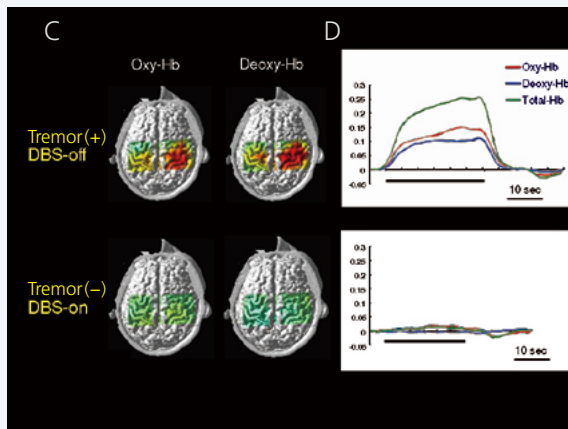 C
D
Oxy-Hb
Deoxy-Hb
Tremor(+)
DBS-off
Oxy-Hb
Deoxy-Hb
Total-Hb
0.3
0.25
0.2
0.15
0.1
0.05
0
-0.05
10 sec
Tremor(–)
DBS-on
0.3
0.25
0.2
0.15
0.1
0.05
0
-0.05
10 sec